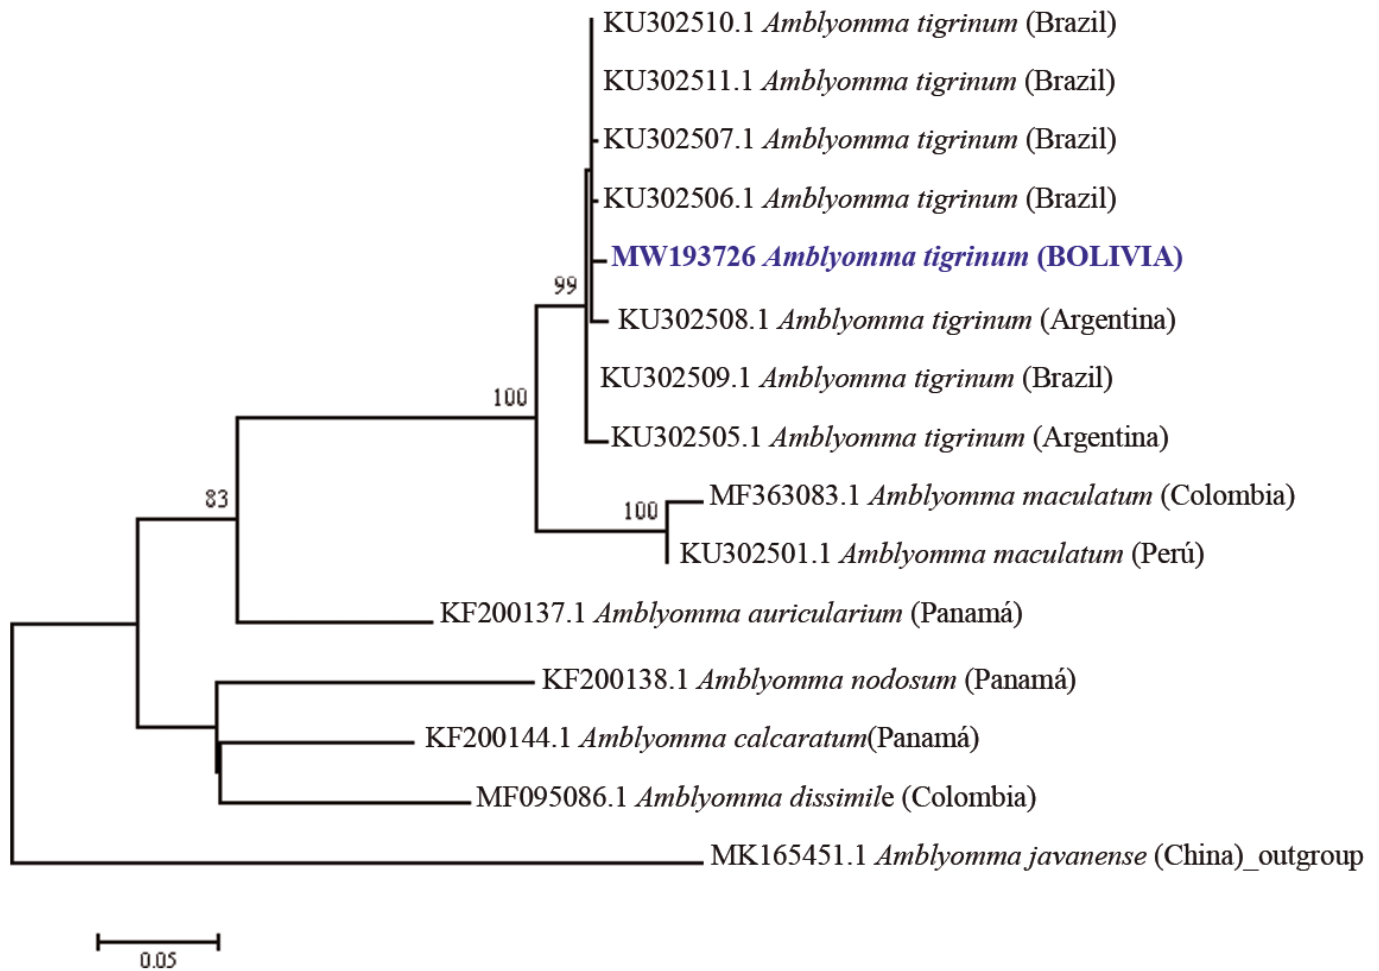 KU302510.1 Amblyomma tigrinum (Brazil)
KU302511.1 Amblyomma tigrinum (Brazil)
KU302507.1 Amblyomma tigrinum (Brazil)
KU302506.1 Amblyomma tigrinum (Brazil)
MW193726 Amblyomma tigrinum (BOLIVIA)
99
KU302508.1 Amblyomma tigrinum (Argentina)
KU302509.1 Amblyomma tigrinum (Brazil)
100
KU302505.1 Amblyomma tigrinum (Argentina)
83
MF363083.1 Amblyomma maculatum (Colombia)
100
KU302501.1 Amblyomma maculatum (Perú)
KF200137.1 Amblyomma auricularium (Panamá)
KF200138.1 Amblyomma nodosum (Panamá)
KF200144.1 Amblyomma calcaratum(Panamá)
MF095086.1 Amblyomma dissimile (Colombia)
MK165451.1 Amblyomma javanense (China)_outgroup
0.05